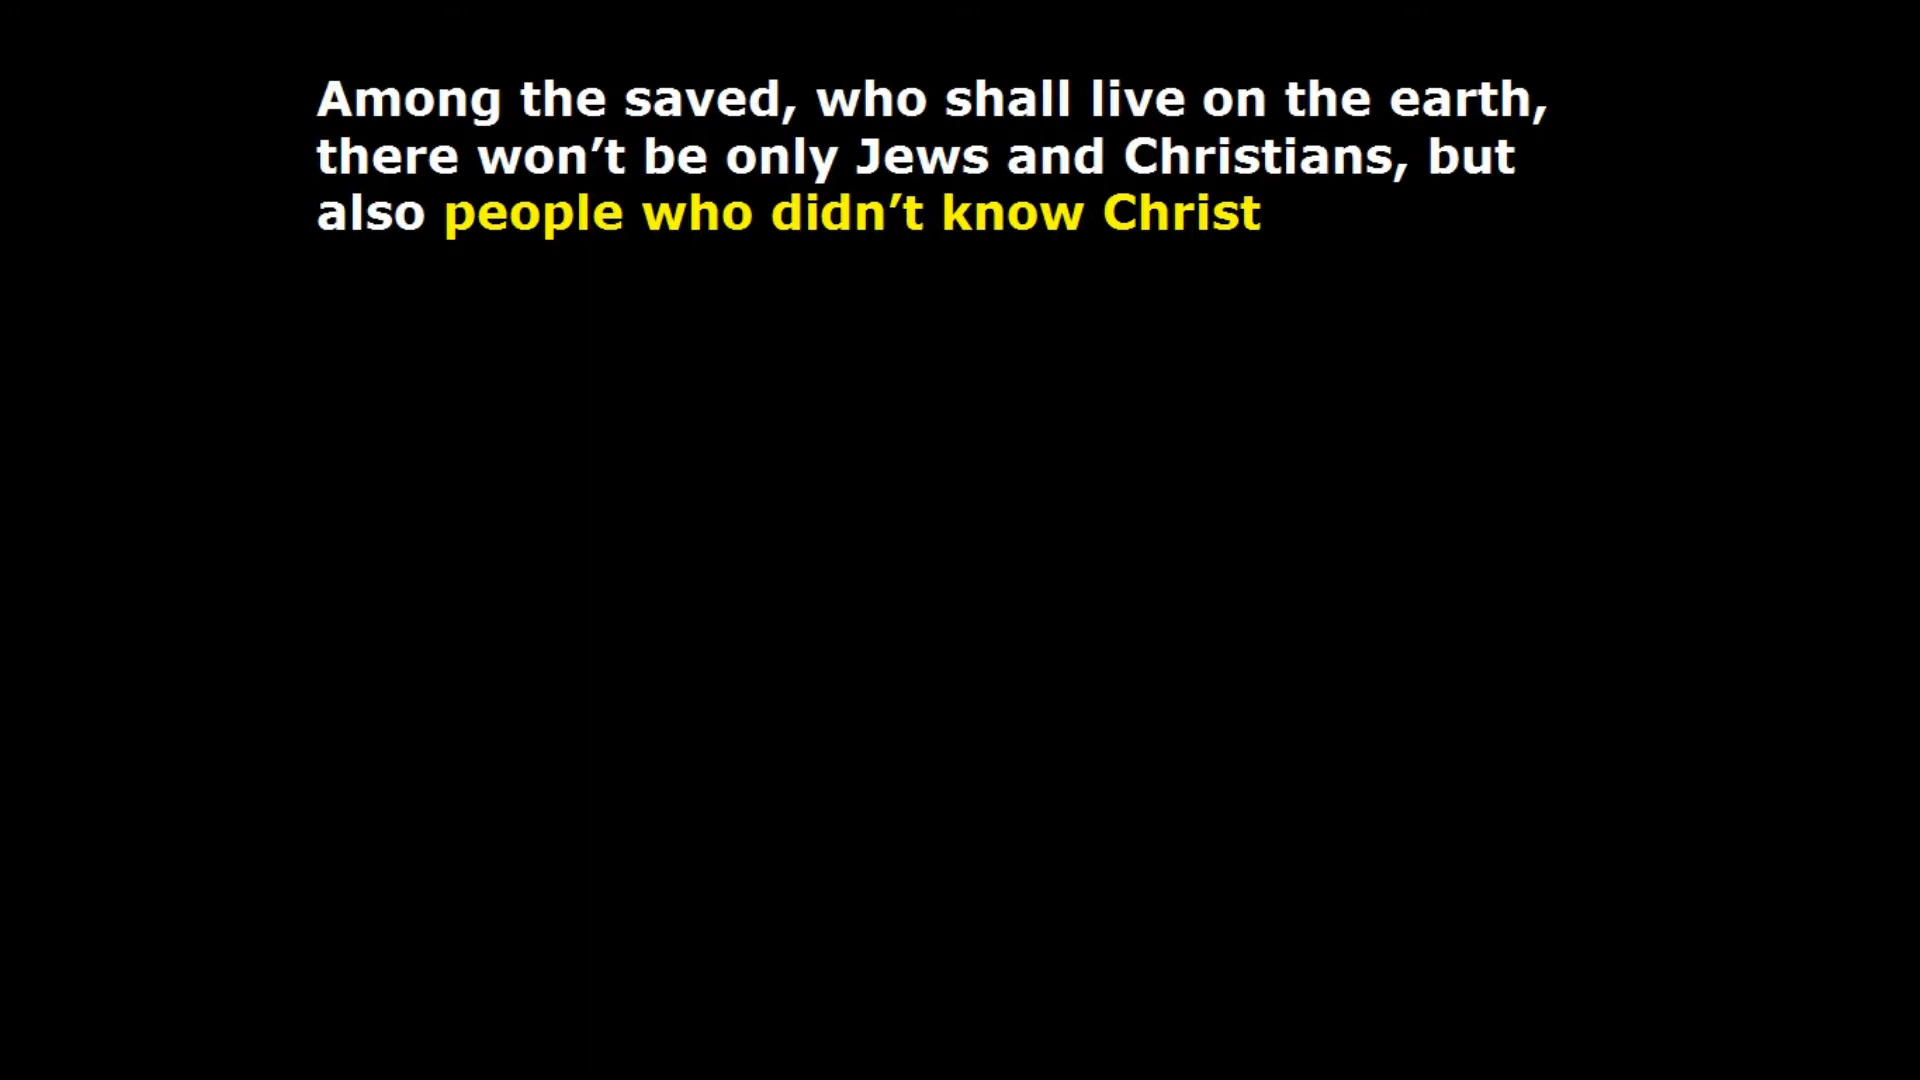 Among the saved, who shall live on the earth,
there won’t be only Jews and Christians, but
also people who didn’t know Christ